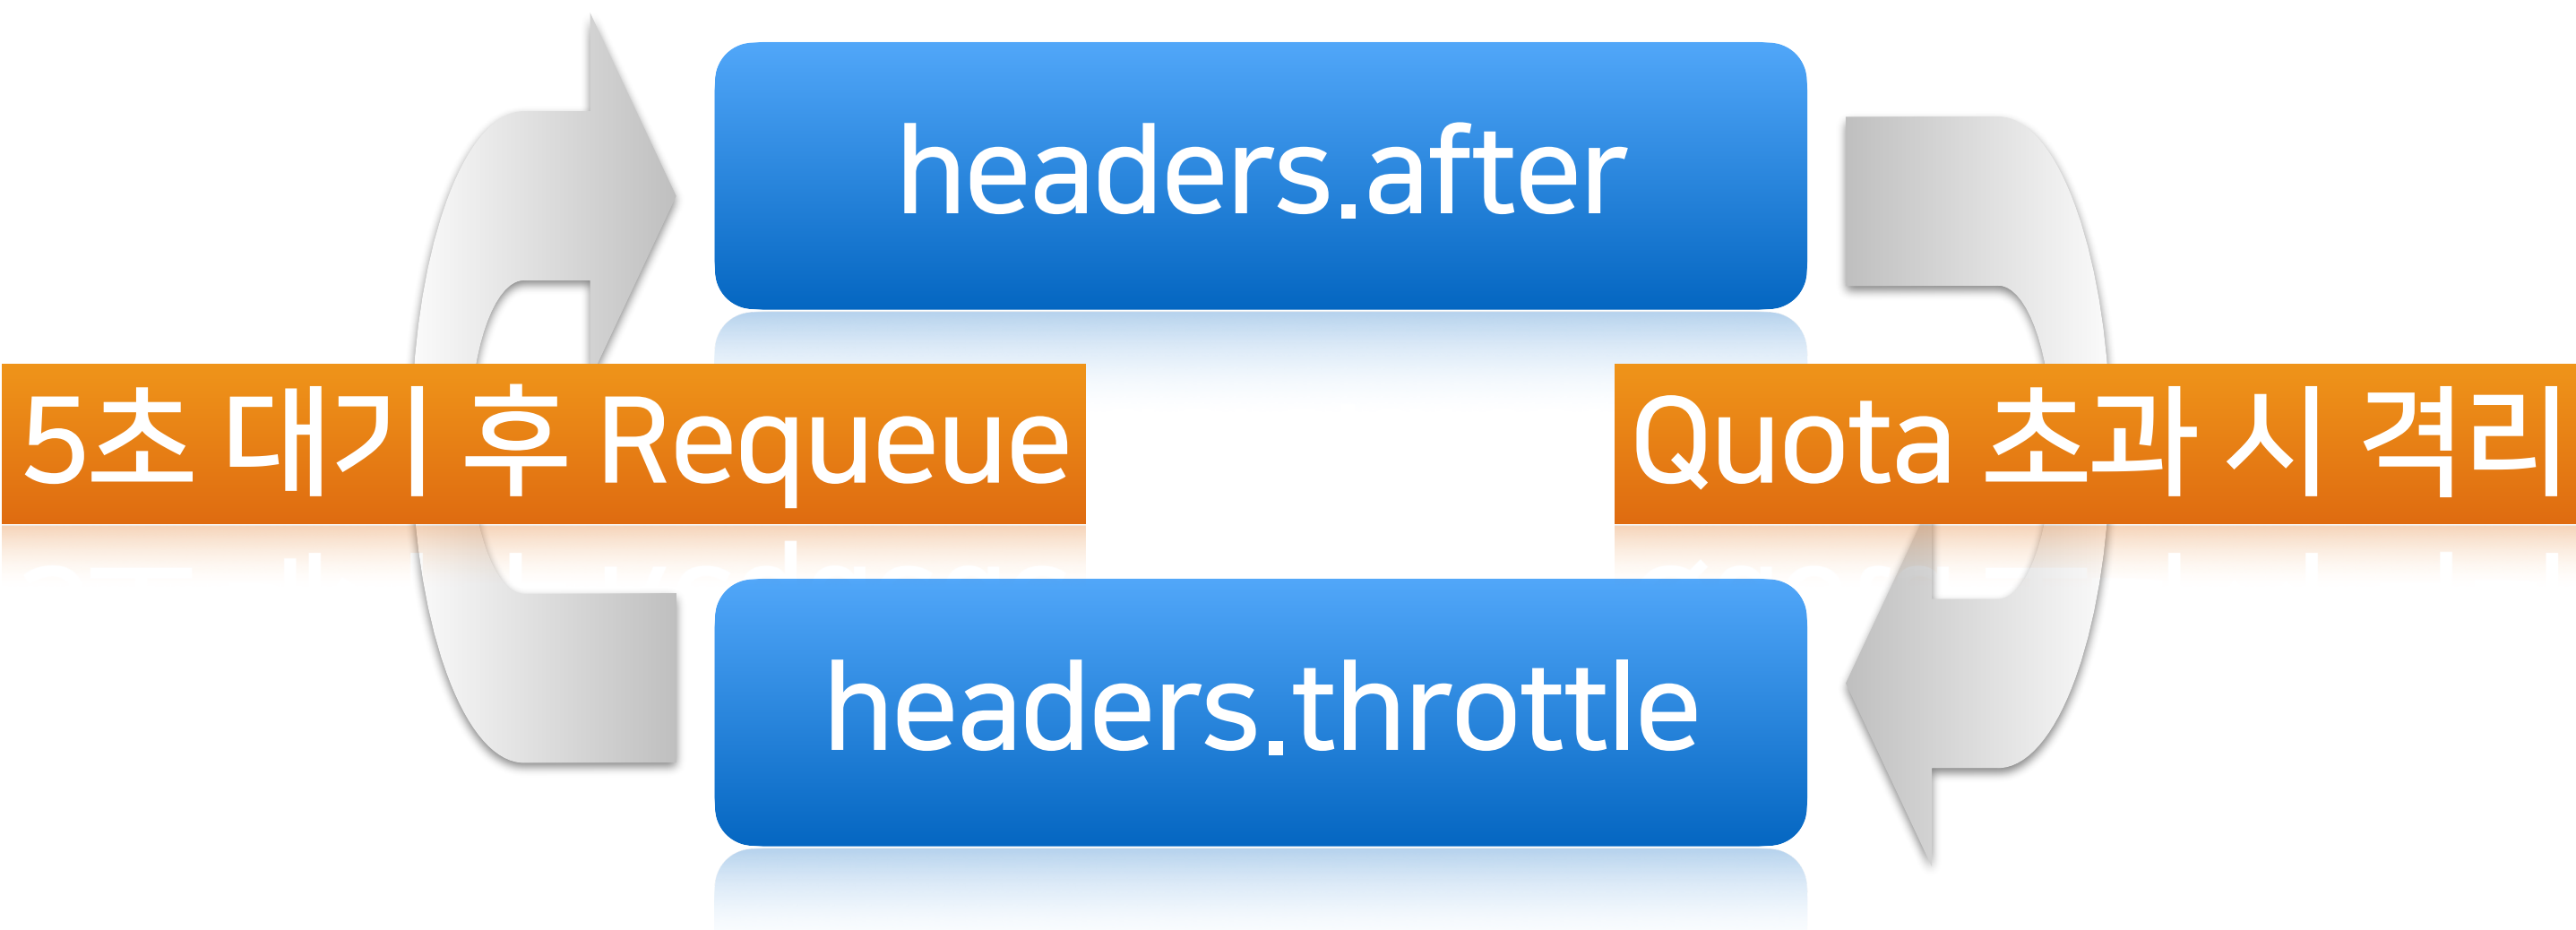 headers.after
5초 대기 후 Requeue
Quota 초과 시 격리
headers.throttle